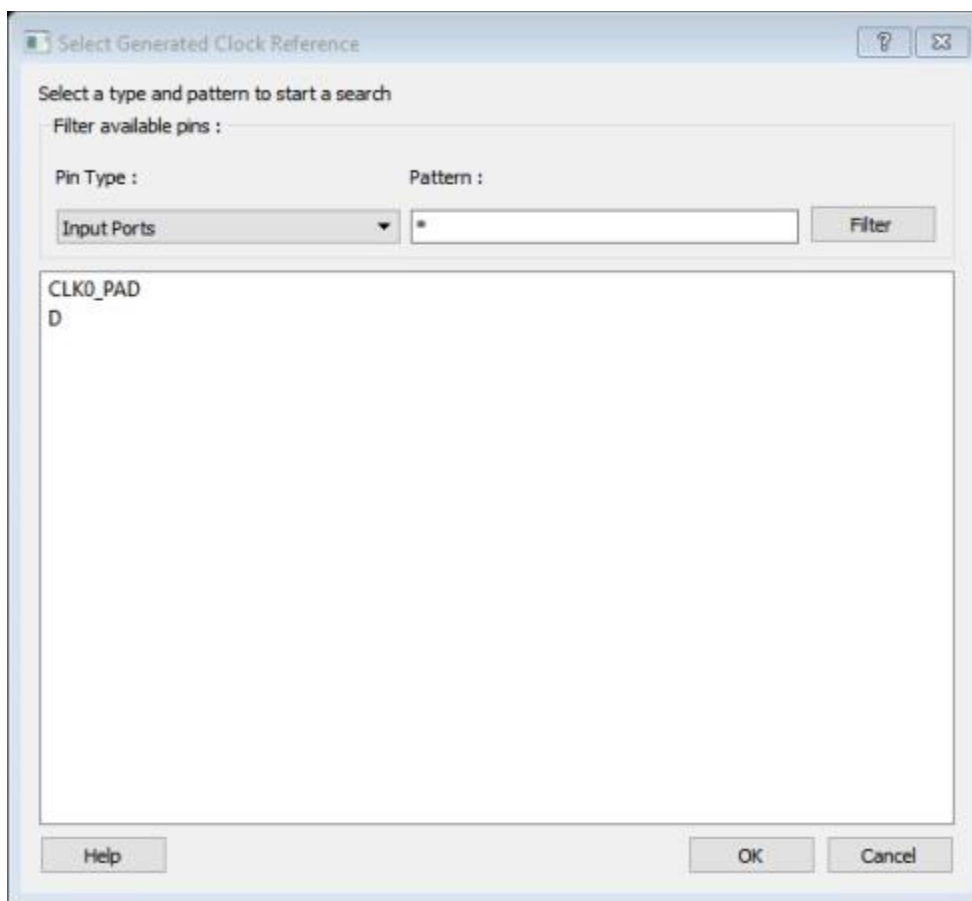 Select Generated Clock Reference
Select a type and pattern to start a search
Filter available pins :
Pin Type :
Pattern :
Input Ports
*
Filter
CLK0_PAD
D
Help
OK
Cancel